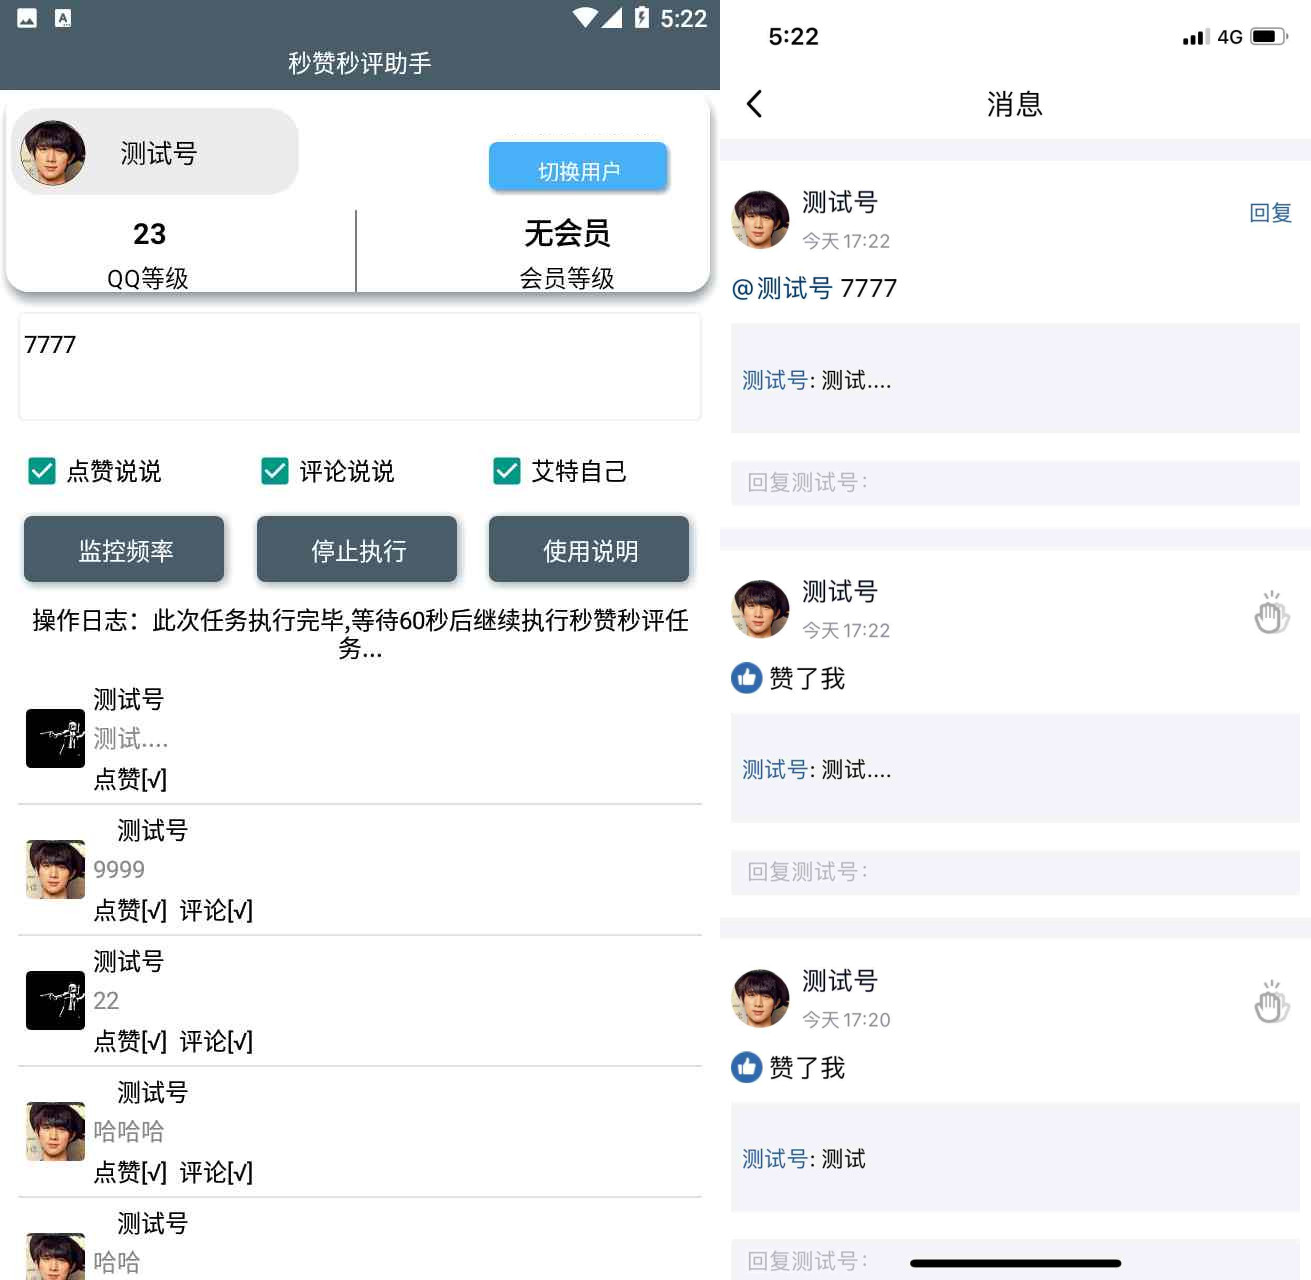 5:22
秒赞秒评助手
测试号
切换用户
23
无会员
QQ等级
会员等级
7777
点赞说说
评论说说
艾特自己
监控频率
停止执行
使用说明
操作日志：此次任务执行完毕,等待60秒后继续执行秒赞秒评任
务...
测试号
测试....
点赞[√]
测试号
9999
点赞[√] 评论[√]
测试号
22
点赞[√] 评论[√]
测试号
哈哈哈
点赞[√] 评论[√]
测试号
哈哈
5:22
4G
消息
测试号
回复
今天 17:22
@测试号 7777
测试号: 测试....
回复测试号：
测试号
今天 17:22
赞了我
测试号: 测试....
回复测试号：
测试号
今天 17:20
赞了我
测试号: 测试
回复测试号：